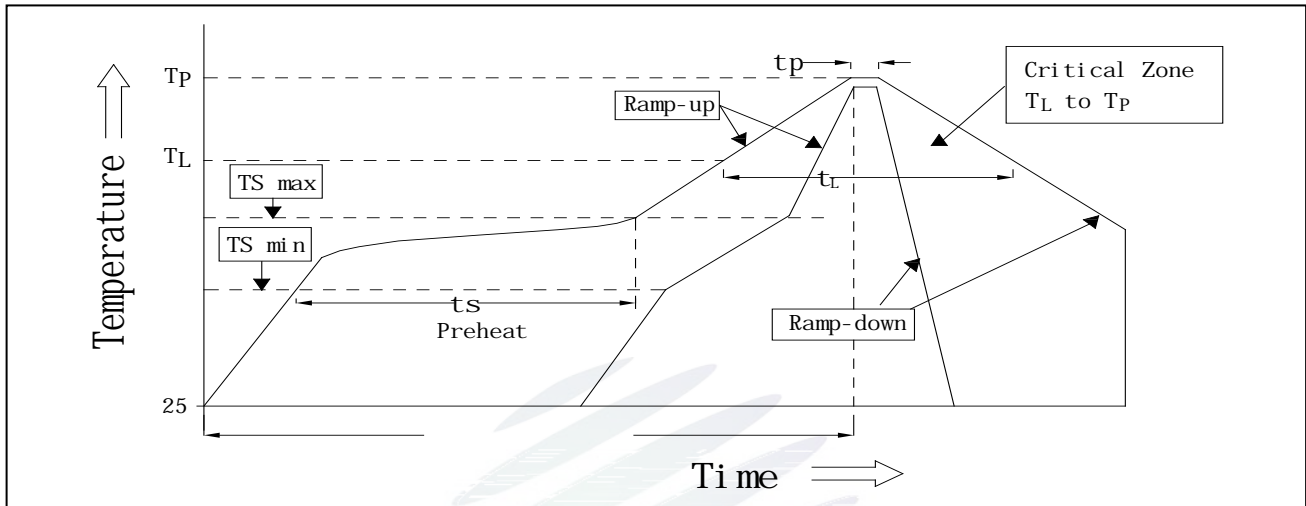 tp
TP
Critical Zone
TL to TP
Ramp-up
TL
TS max
tL
TS min
ts
Preheat
Ramp-down
Temperature
25
Time